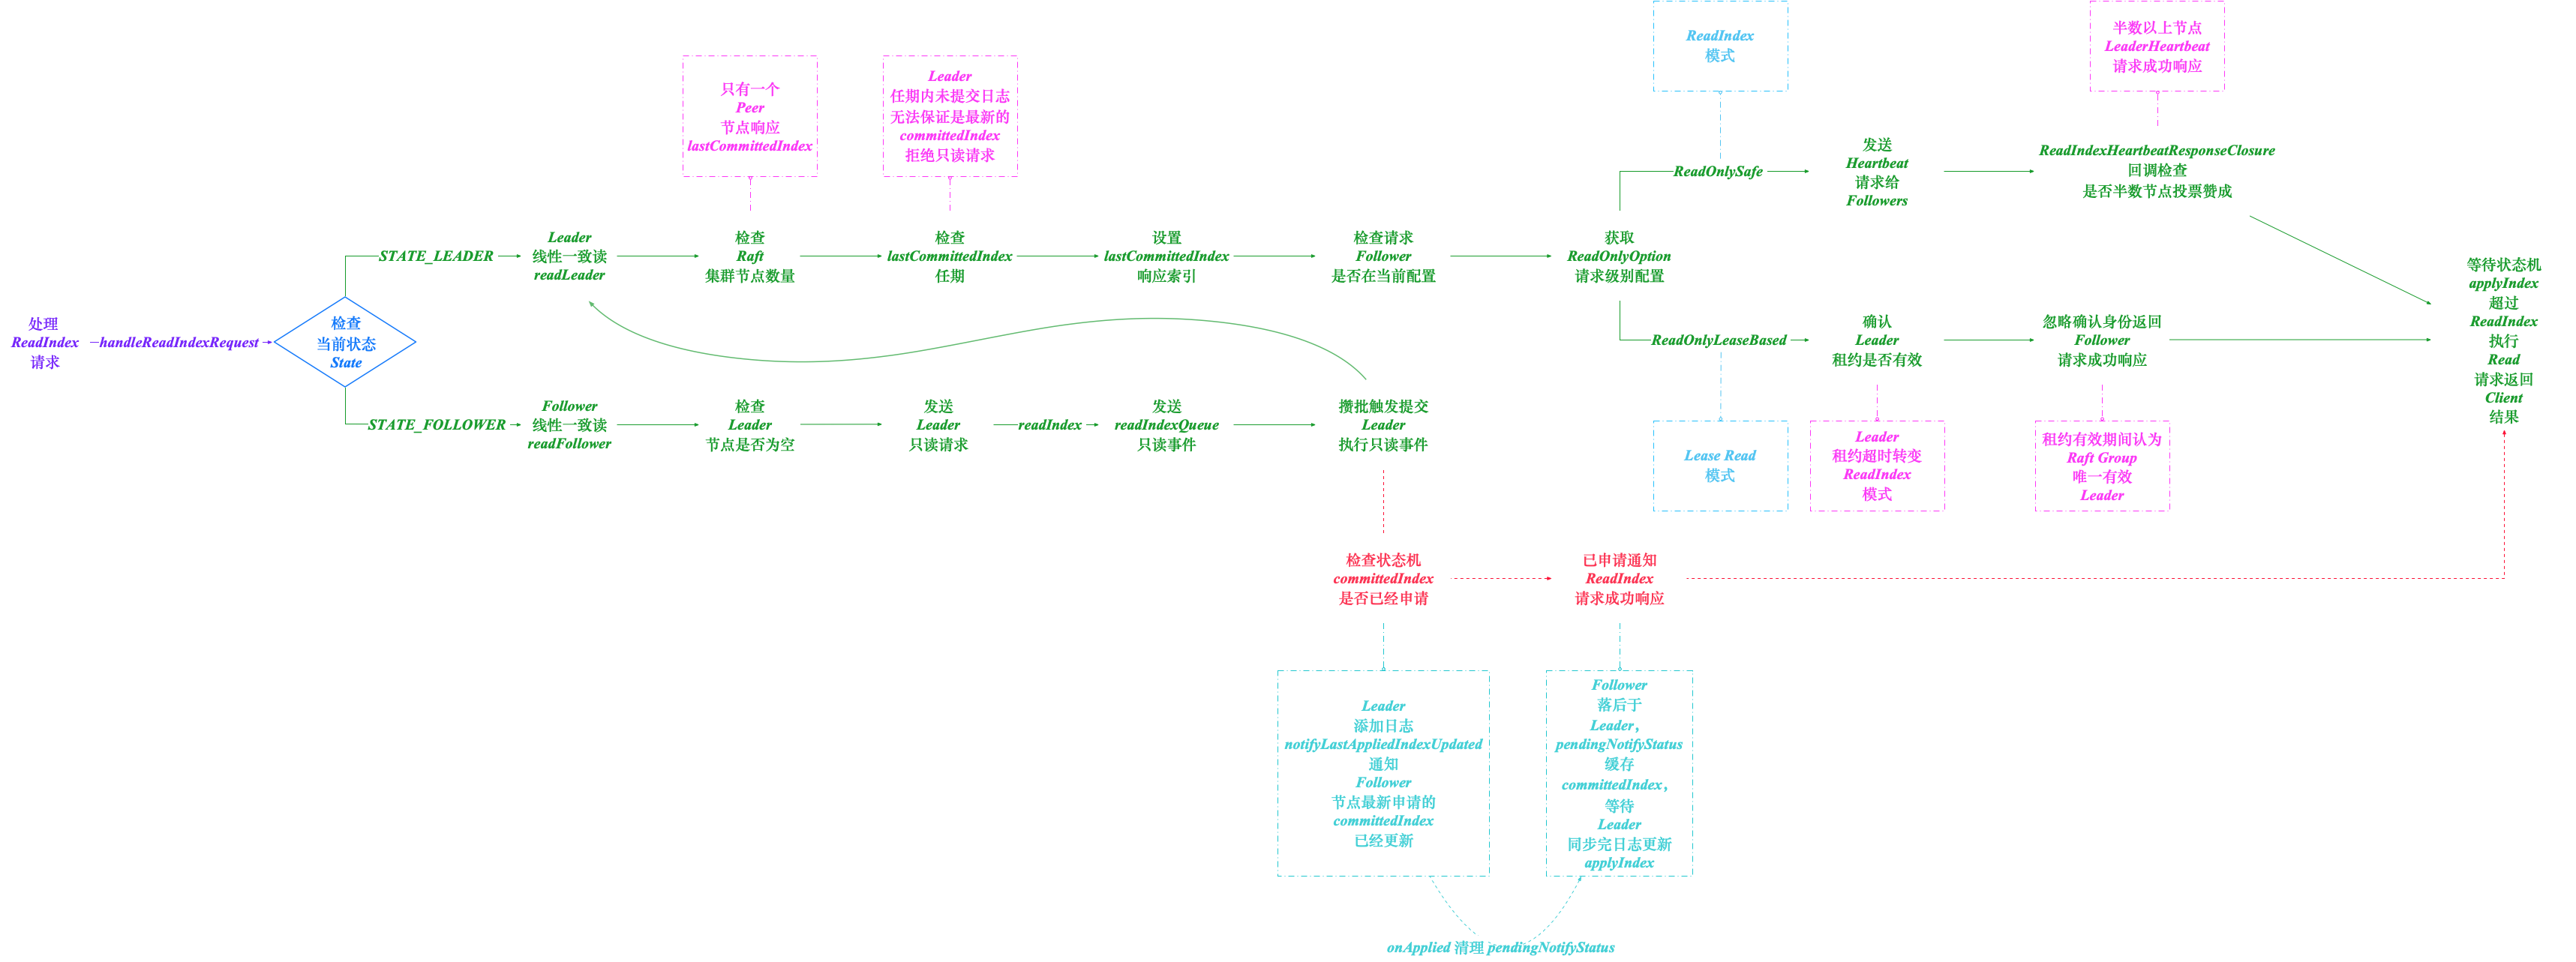 处理
ReadIndex
请求
handleReadIndexRequest
检查
当前状态
State
STATE_LEADER
Leader
线性一致读
readLeader
只有一个
Peer
节点响应
lastCommittedIndex
检查
Raft
集群节点数量
Leader
任期内未提交日志
无法保证是最新的
committedIndex
拒绝只读请求
检查
lastCommittedIndex
任期
设置
lastCommittedIndex
响应索引
检查请求
Follower
是否在当前配置
获取
ReadOnlyOption
请求级别配置
ReadIndex
模式
ReadOnlySafe
发送
Heartbeat
请求给
Followers
半数以上节点
LeaderHeartbeat
请求成功响应
ReadIndexHeartbeatResponseClosure
回调检查
是否半数节点投票赞成
ReadOnlyLeaseBased
确认
Leader
租约是否有效
忽略确认身份返回
Follower
请求成功响应
Lease Read
模式
Leader
租约超时转变
ReadIndex
模式
租约有效期间认为
Raft Group
唯一有效
Leader
等待状态机
applyIndex
超过
ReadIndex
执行
Read
请求返回
Client
结果
STATE_FOLLOWER
Follower
线性一致读
readFollower
检查
Leader
节点是否为空
发送
Leader
只读请求
readIndex
发送
readIndexQueue
只读事件
攒批触发提交
Leader
执行只读事件
检查状态机
committedIndex
是否已经申请
已申请通知
ReadIndex
请求成功响应
Leader
添加日志
notifyLastAppliedIndexUpdated
通知
Follower
节点最新申请的
committedIndex
已经更新
Follower
落后于
Leader，
pendingNotifyStatus
缓存
committedIndex，
等待
Leader
同步完日志更新
applyIndex
onApplied 清理 pendingNotifyStatus